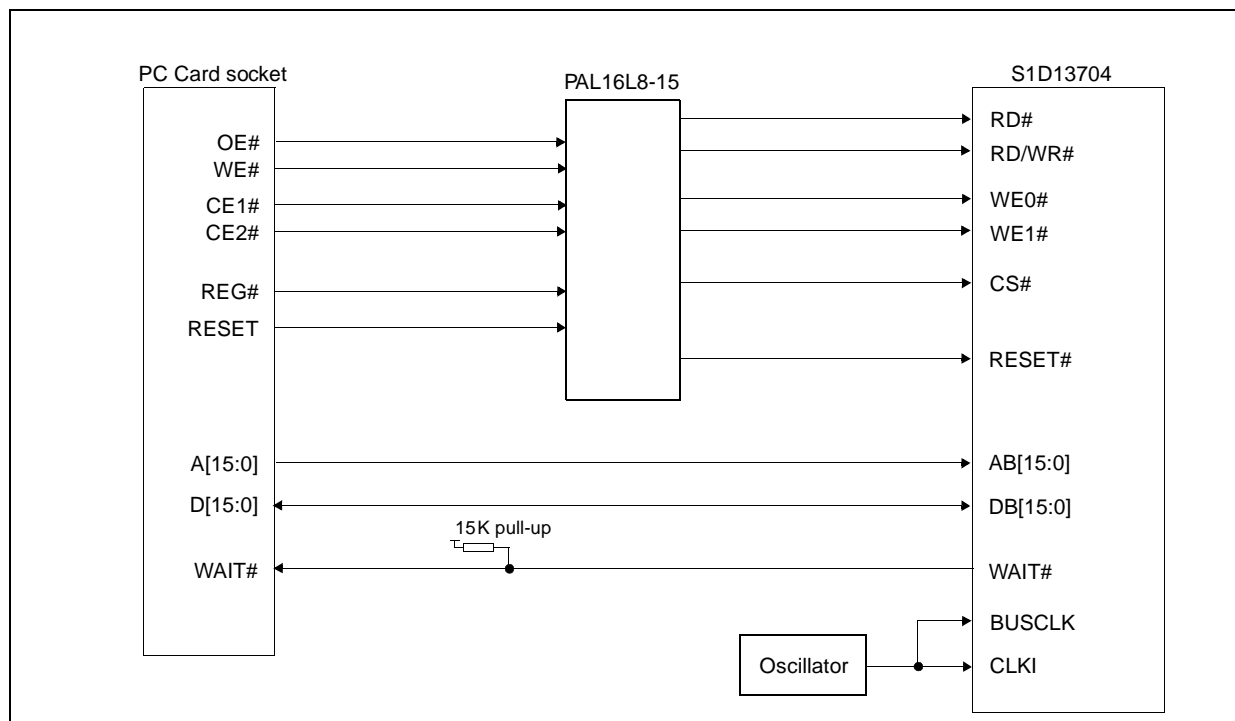 PC Card socket
PAL16L8-15
S1D13704
OE#
WE#
CE1#
CE2#
REG#
RESET
A[15:0]
D[15:0]
WAIT#
15K pull-up
Oscillator
RD#
RD/WR#
WE0#
WE1#
CS#
RESET#
AB[15:0]
DB[15:0]
WAIT#
BUSCLK
CLKI